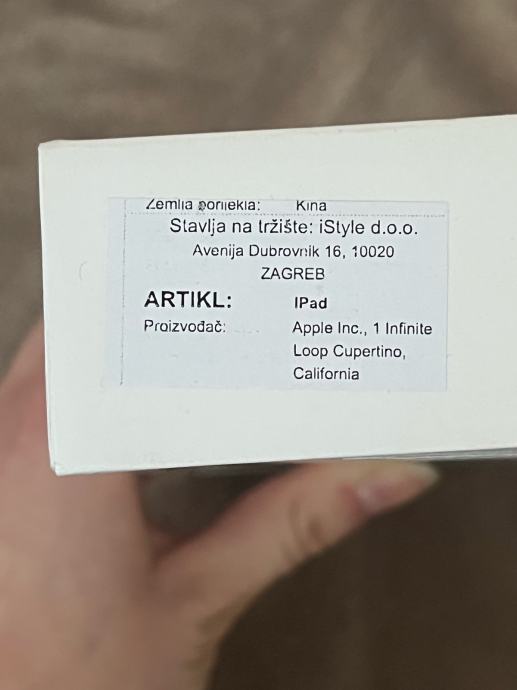 Zemlja porijekla: Kina
Stavlja na tržište: iStyle d.o.o.
Avenija Dubrovnik 16, 10020
ZAGREB
ARTIKL: IPad
Proizvođač: Apple Inc., 1 Infinite
Loop Cupertino,
California